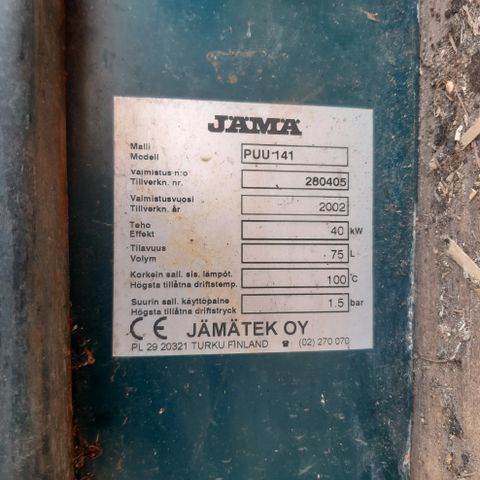 JÄMÄ
Malli
Modell PUU 141
Valmistus n:o
Tillverkn. nr. 280405
Valmistusvuosi
Tillverkn. år 2002
Teho
Effekt 40 kW
Tilavuus
Volym 75 L
Korkein sall. sis. lämpöt.
Högsta tillåtna driftstemp. 100 °C
Suurin sall. käyttöpaine
Högsta tillåtna driftstryck 1.5 bar
CE JÄMÄTEK OY
PL 29 20321 TURKU FINLAND ☎ (02) 270 070